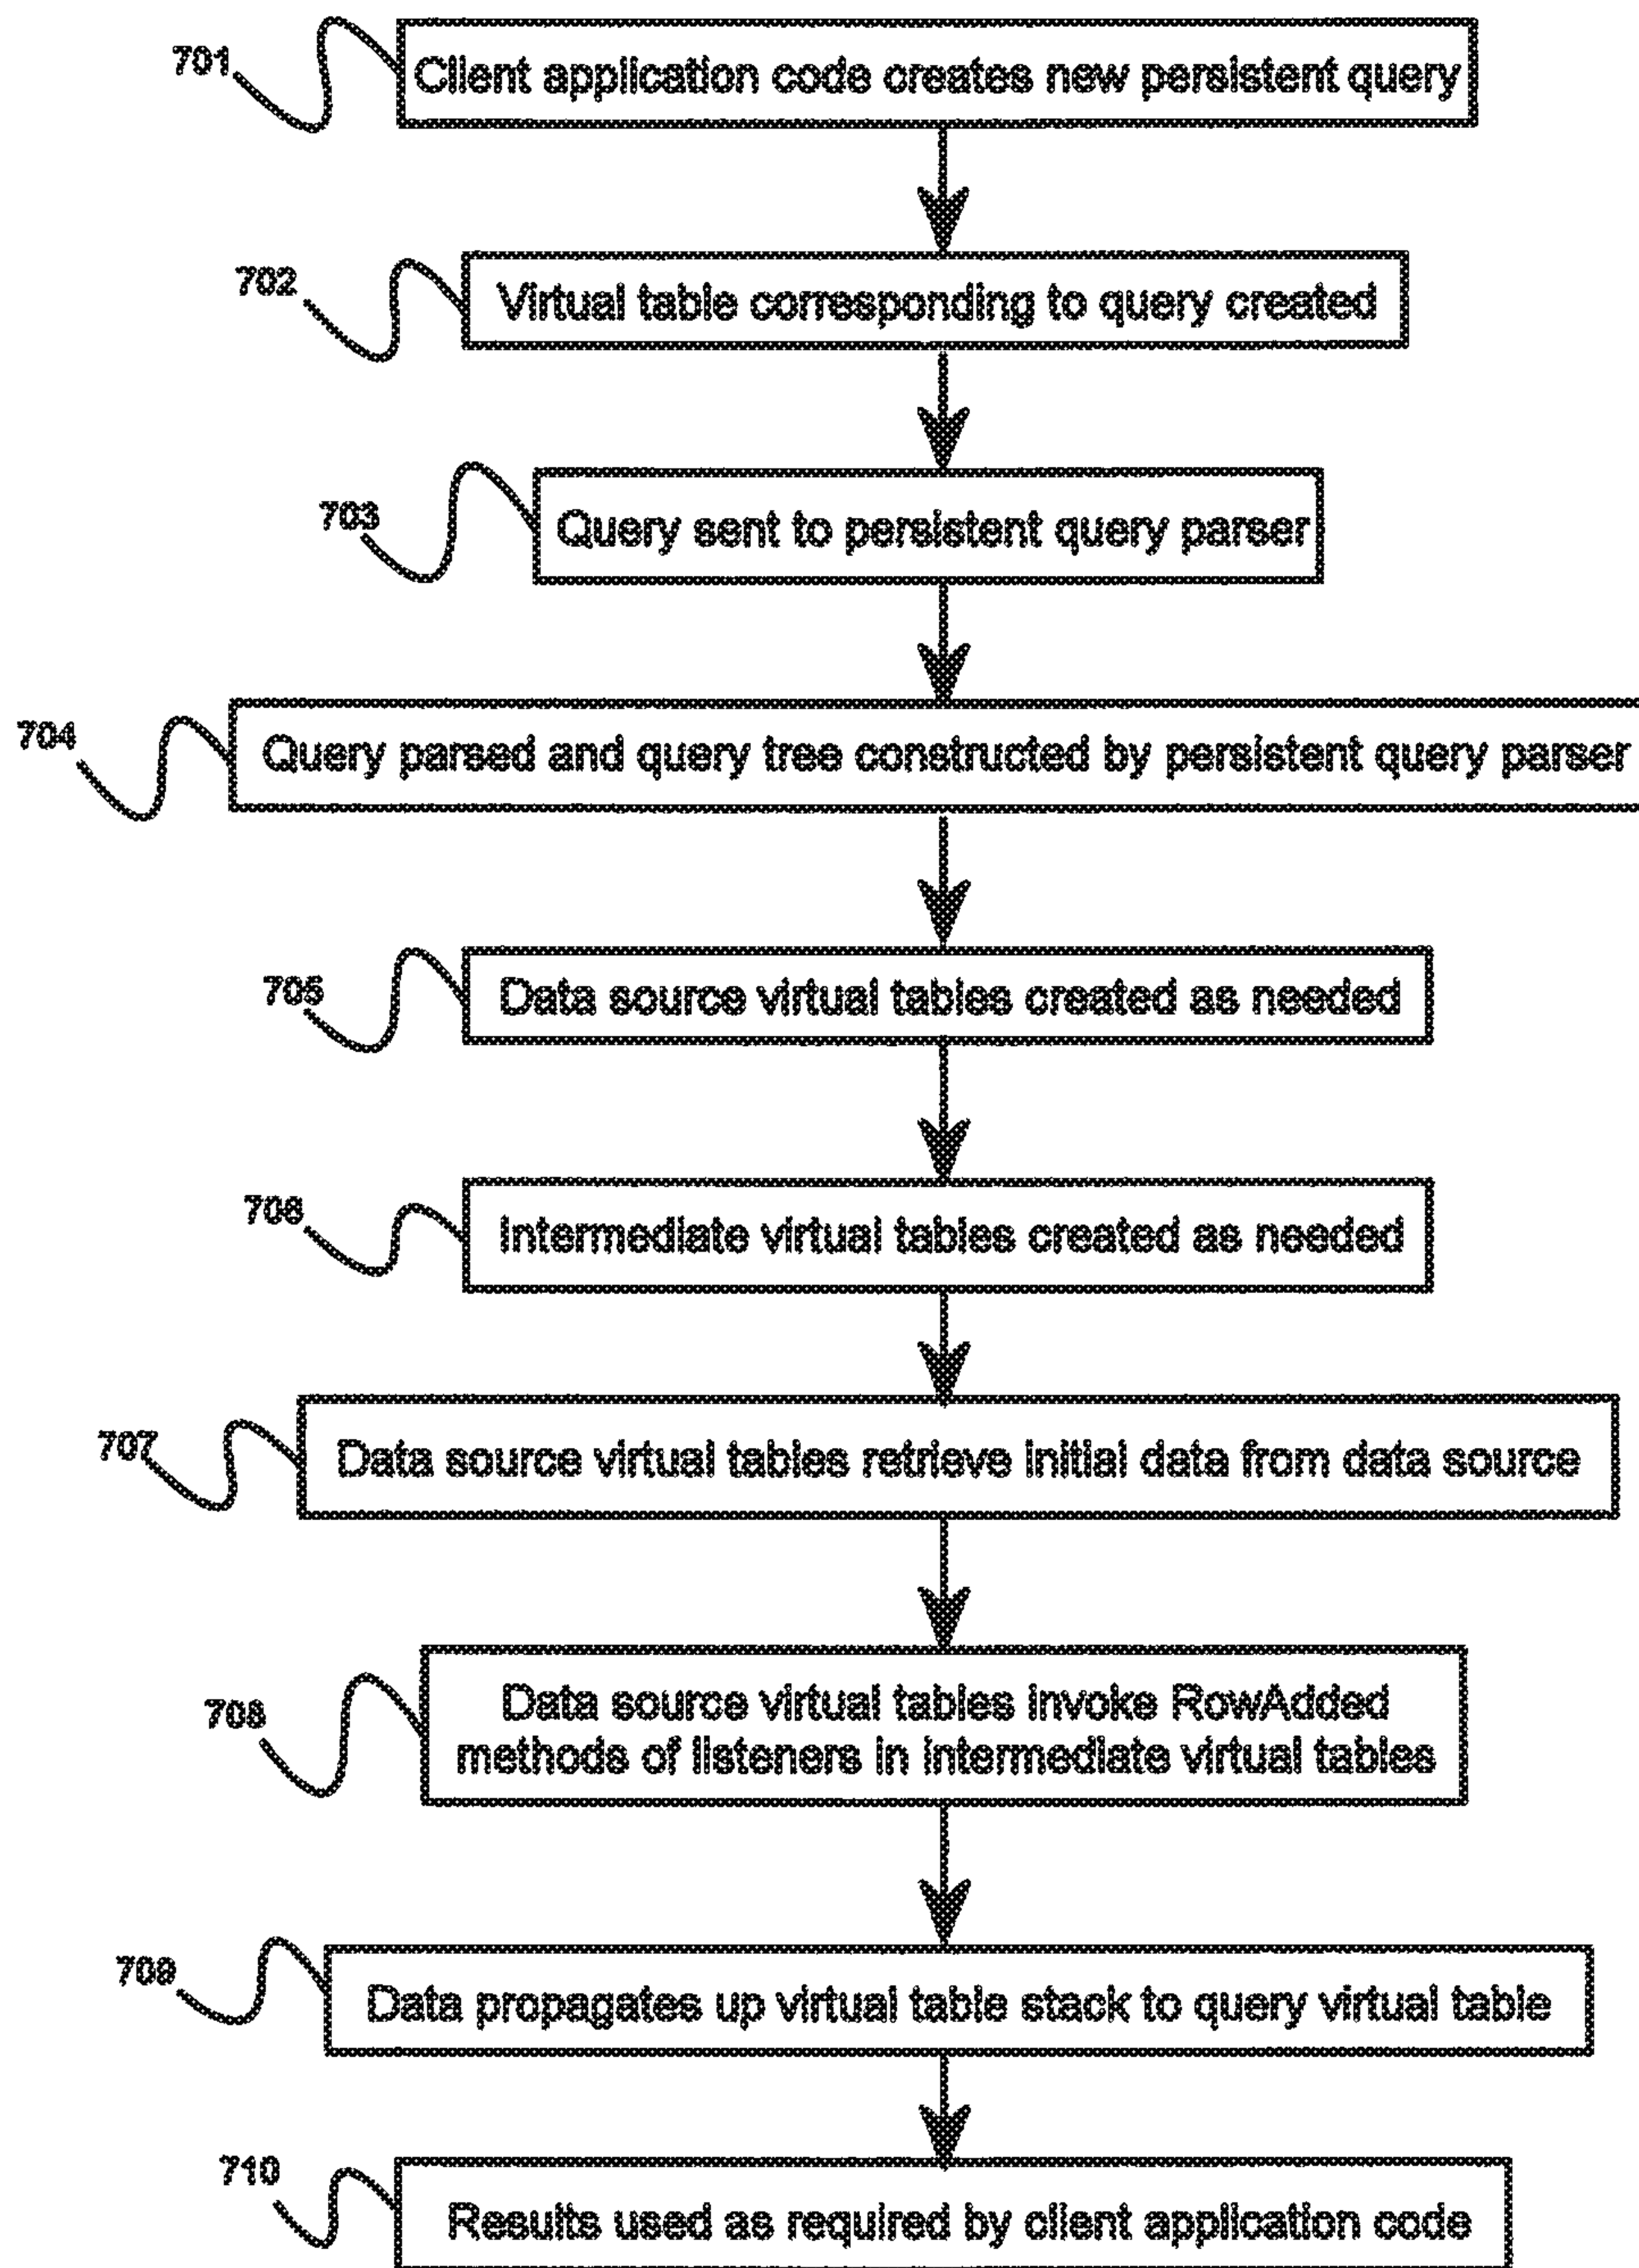 701
Client application code creates new persistent query
702
Virtual table corresponding to query created
703
Query sent to persistent query parser
704
Query parsed and query tree constructed by persistent query parser
705
Data source virtual tables created as needed
706
Intermediate virtual tables created as needed
707
Data source virtual tables retrieve initial data from data source
708
Data source virtual tables invoke RowAdded
methods of listeners in intermediate virtual tables
709
Data propagates up virtual table stack to query virtual table
710
Results used as required by client application code